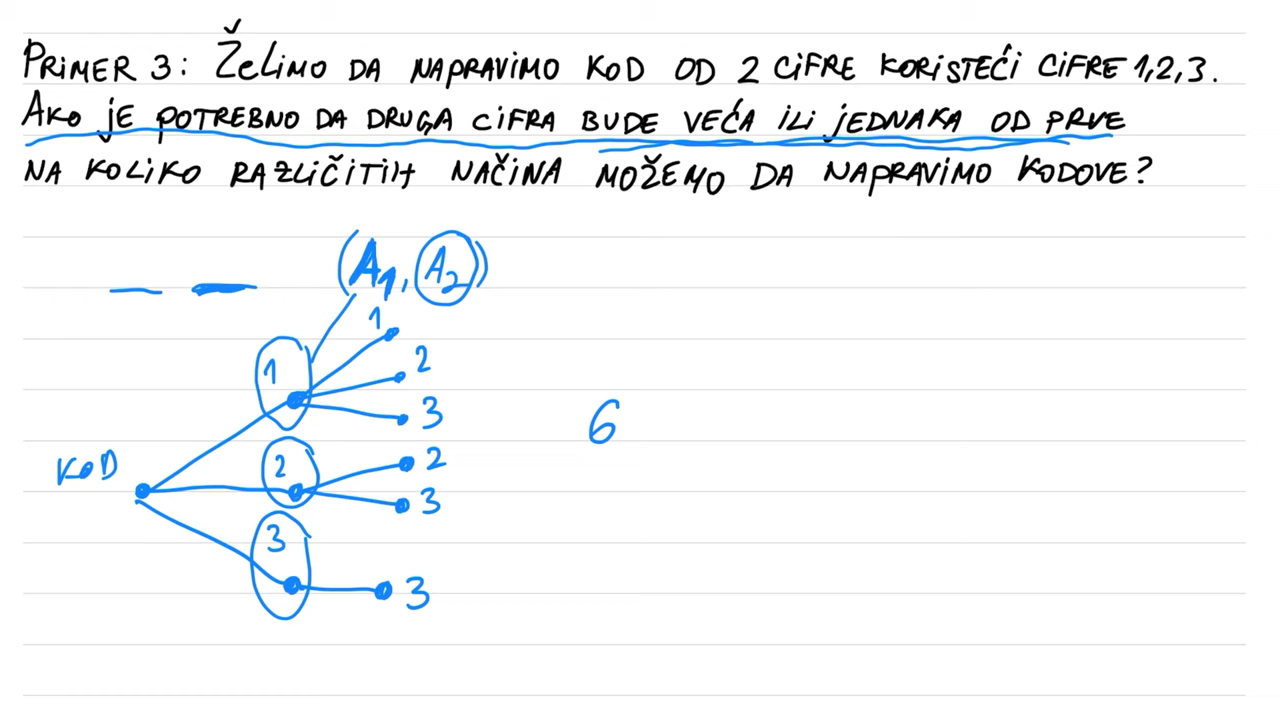 PRIMER 3: ŽELIMO DA NAPRAVIMO KOD OD 2 CIFRE KORISTEĆI CIFRE 1,2,3.
AKO JE POTREBNO DA DRUGA CIFRA BUDE VEĆA ILI JEDNAKA OD PRVE
NA KOLIKO RAZLIČITIH NAČINA MOŽEMO DA NAPRAVIMO KODOVE?
(A₁, A₂)
1
1
2
3
6
KOD
2
2
3
3
3